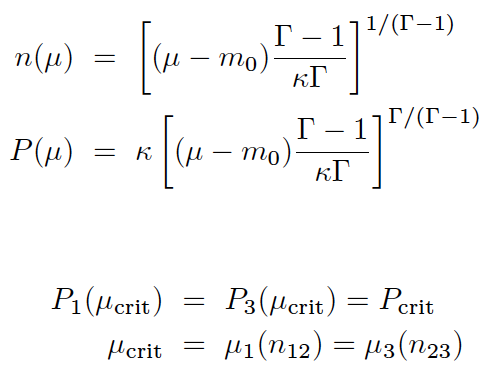 n(μ) = [(μ − m₀) (Γ − 1)/(κΓ)]^{1/(Γ−1)}
P(μ) = κ [(μ − m₀) (Γ − 1)/(κΓ)]^{Γ/(Γ−1)}
P₁(μ_crit) = P₃(μ_crit) = P_crit
μ_crit = μ₁(n₁₂) = μ₃(n₂₃)